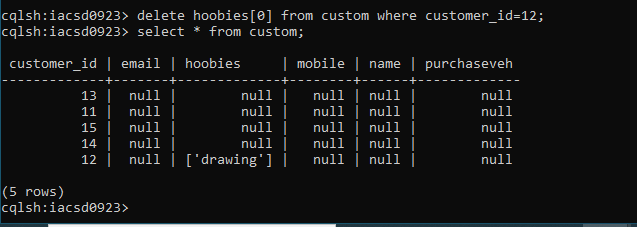 cqlsh:iacsd0923> delete hoobies[0] from custom where customer_id=12;
cqlsh:iacsd0923> select * from custom;
 customer_id | email | hoobies     | mobile | name | purchaseveh
-------------+-------+-------------+--------+------+-------------
          13 |  null |        null |   null | null |        null
          11 |  null |        null |   null | null |        null
          15 |  null |        null |   null | null |        null
          14 |  null |        null |   null | null |        null
          12 |  null | ['drawing'] |   null | null |        null
(5 rows)
cqlsh:iacsd0923>